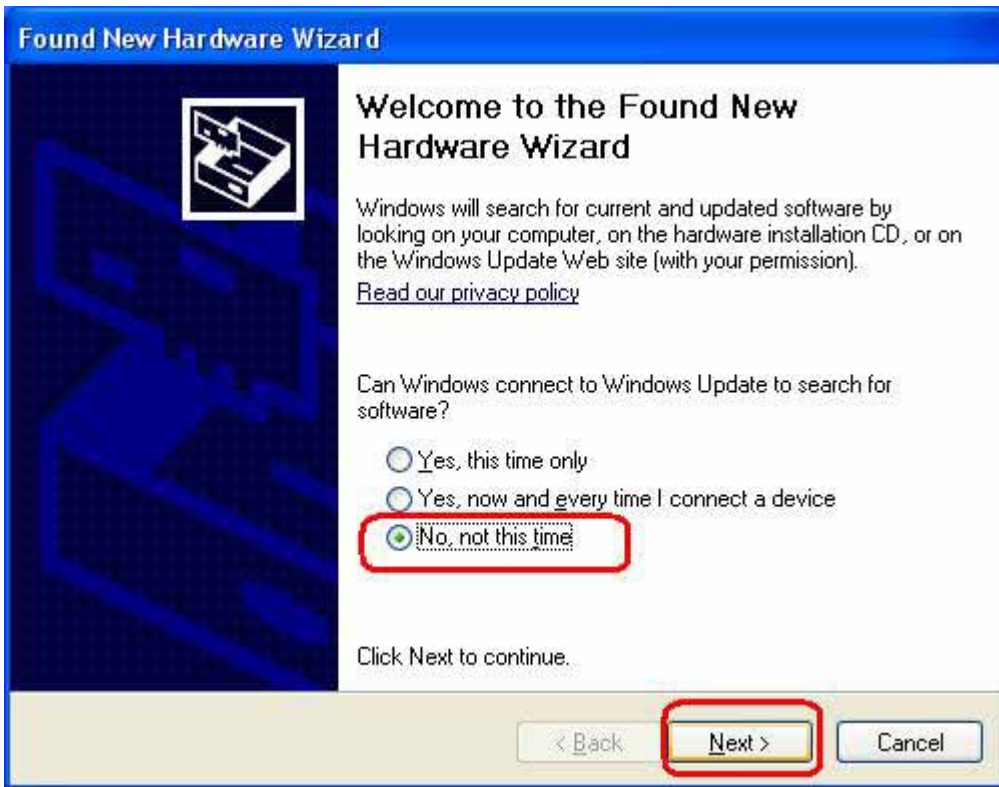 Found New Hardware Wizard
Welcome to the Found New
Hardware Wizard
Windows will search for current and updated software by
looking on your computer, on the hardware installation CD, or on
the Windows Update Web site (with your permission).
Read our privacy policy
Can Windows connect to Windows Update to search for
software?
Yes, this time only
Yes, now and every time I connect a device
No, not this time
Click Next to continue.
< Back
Next >
Cancel